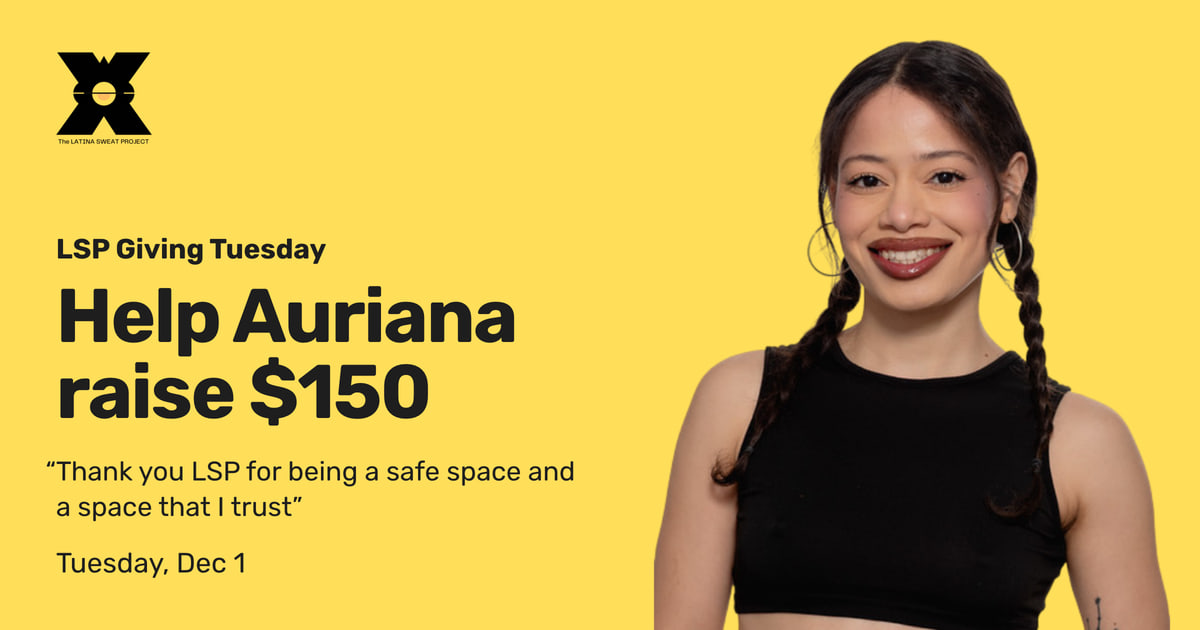 The LATINA SWEAT PROJECT
LSP Giving Tuesday
Help Auriana
raise $150
“Thank you LSP for being a safe space and
a space that I trust”
Tuesday, Dec 1